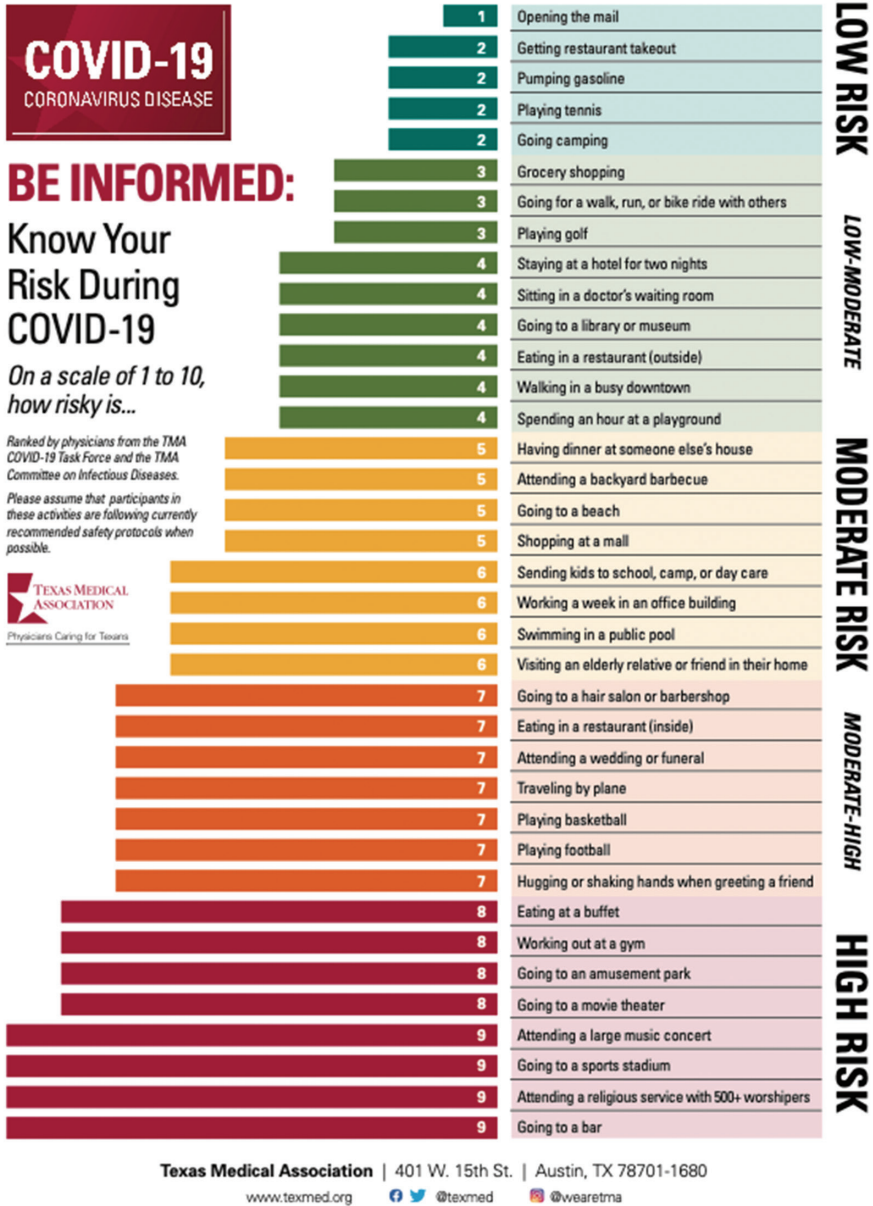 COVID-19
CORONAVIRUS DISEASE
BE INFORMED:
Know Your
Risk During
COVID-19
On a scale of 1 to 10,
how risky is...
Ranked by physicians from the TMA
COVID-19 Task Force and the TMA
Committee on Infectious Diseases.
Please assume that participants in
these activities are following currently
recommended safety protocols when
possible.
TEXAS MEDICAL
ASSOCIATION
Physicians Caring for Texans
1 Opening the mail
2 Getting restaurant takeout
2 Pumping gasoline
2 Playing tennis
2 Going camping
3 Grocery shopping
3 Going for a walk, run, or bike ride with others
3 Playing golf
4 Staying at a hotel for two nights
4 Sitting in a doctor's waiting room
4 Going to a library or museum
4 Eating in a restaurant (outside)
4 Walking in a busy downtown
4 Spending an hour at a playground
5 Having dinner at someone else's house
5 Attending a backyard barbecue
5 Going to a beach
5 Shopping at a mall
6 Sending kids to school, camp, or day care
6 Working a week in an office building
6 Swimming in a public pool
6 Visiting an elderly relative or friend in their home
7 Going to a hair salon or barbershop
7 Eating in a restaurant (inside)
7 Attending a wedding or funeral
7 Traveling by plane
7 Playing basketball
7 Playing football
7 Hugging or shaking hands when greeting a friend
8 Eating at a buffet
8 Working out at a gym
8 Going to an amusement park
8 Going to a movie theater
9 Attending a large music concert
9 Going to a sports stadium
9 Attending a religious service with 500+ worshipers
9 Going to a bar
LOW RISK
LOW-MODERATE
MODERATE RISK
MODERATE-HIGH
HIGH RISK
Texas Medical Association | 401 W. 15th St. | Austin, TX 78701-1680
www.texmed.org @texmed @wearetma